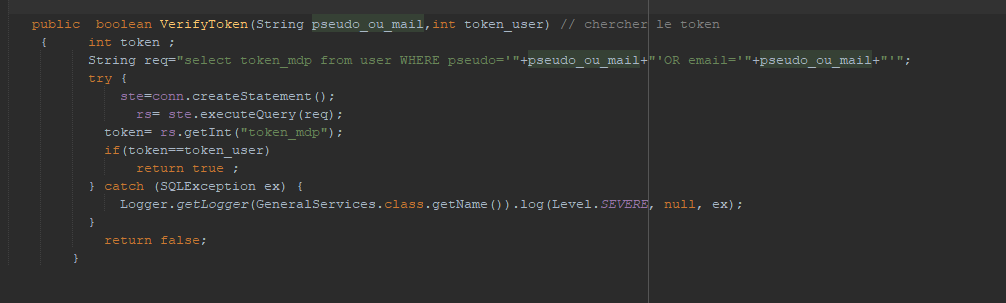 public  boolean VerifyToken(String pseudo_ou_mail,int token_user) // chercher le token
{     int token ;
String req="select token_mdp from user WHERE pseudo='"+pseudo_ou_mail+"'OR email='"+pseudo_ou_mail+"'";
try {
ste=conn.createStatement();
rs= ste.executeQuery(req);
token= rs.getInt("token_mdp");
if(token==token_user)
return true ;
} catch (SQLException ex) {
Logger.getLogger(GeneralServices.class.getName()).log(Level.SEVERE, null, ex);
}
return false;
}